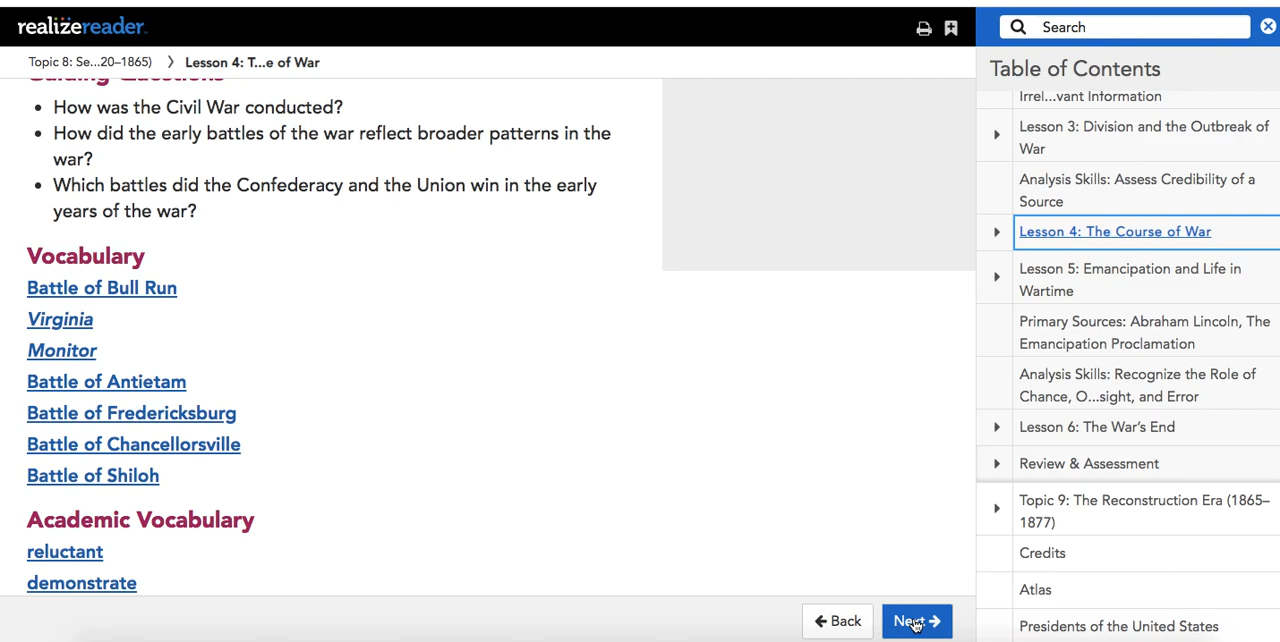 realizereader
Search
Topic 8: Se...20–1865) Lesson 4: T...e of War
Table of Contents
Guiding Questions
How was the Civil War conducted?
How did the early battles of the war reflect broader patterns in the
war?
Which battles did the Confederacy and the Union win in the early
years of the war?
Vocabulary
Battle of Bull Run
Virginia
Monitor
Battle of Antietam
Battle of Fredericksburg
Battle of Chancellorsville
Battle of Shiloh
Academic Vocabulary
reluctant
demonstrate
Back
Next
Irrel...vant Information
Lesson 3: Division and the Outbreak of
War
Analysis Skills: Assess Credibility of a
Source
Lesson 4: The Course of War
Lesson 5: Emancipation and Life in
Wartime
Primary Sources: Abraham Lincoln, The
Emancipation Proclamation
Analysis Skills: Recognize the Role of
Chance, O...sight, and Error
Lesson 6: The War's End
Review & Assessment
Topic 9: The Reconstruction Era (1865–
1877)
Credits
Atlas
Presidents of the United States